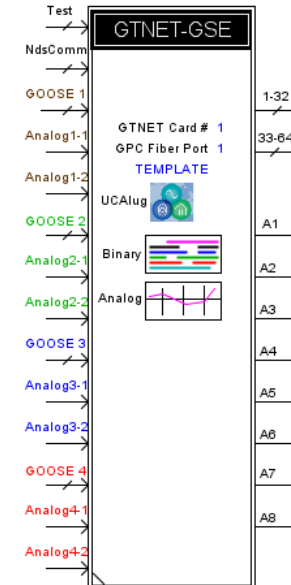 Test
GTNET-GSE
NdsComm
GOOSE 1
1-32
Analog1-1
GTNET Card # 1
33-64
GPC Fiber Port 1
Analog1-2
TEMPLATE
UCAlug
GOOSE 2
A1
Analog2-1
Binary
A2
Analog2-2
Analog
A3
GOOSE 3
A4
Analog3-1
A5
Analog3-2
A6
GOOSE 4
A7
Analog4-1
A8
Analog4-2